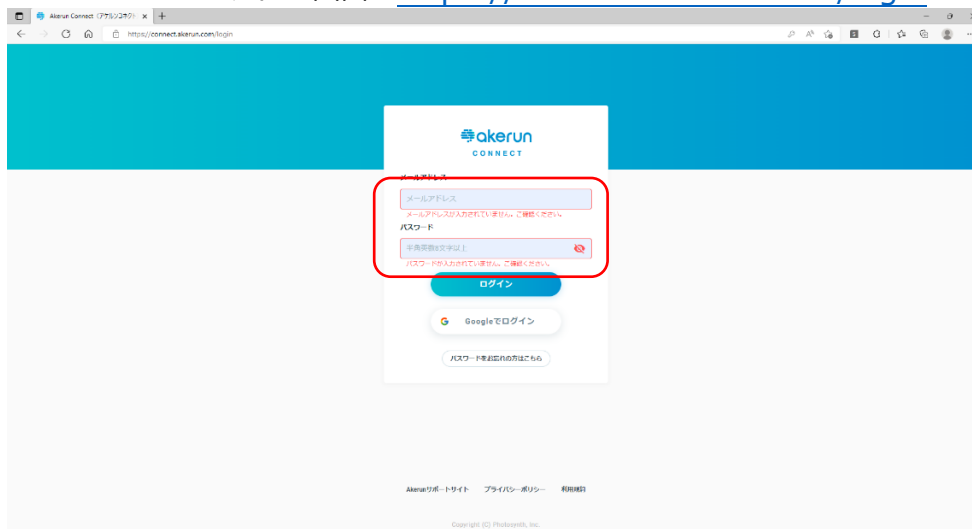 Akerun Connect (アケルンコネクト)
https://connect.akerun.com/login
akerun
CONNECT
メールアドレス
メールアドレス
メールアドレスが入力されていません。ご確認ください。
パスワード
半角英数8文字以上
パスワードが入力されていません。ご確認ください。
ログイン
Googleでログイン
パスワードをお忘れの方はこちら
Akerunサポートサイト プライバシーポリシー 利用規約
Copyright (C) Photosynth, Inc.